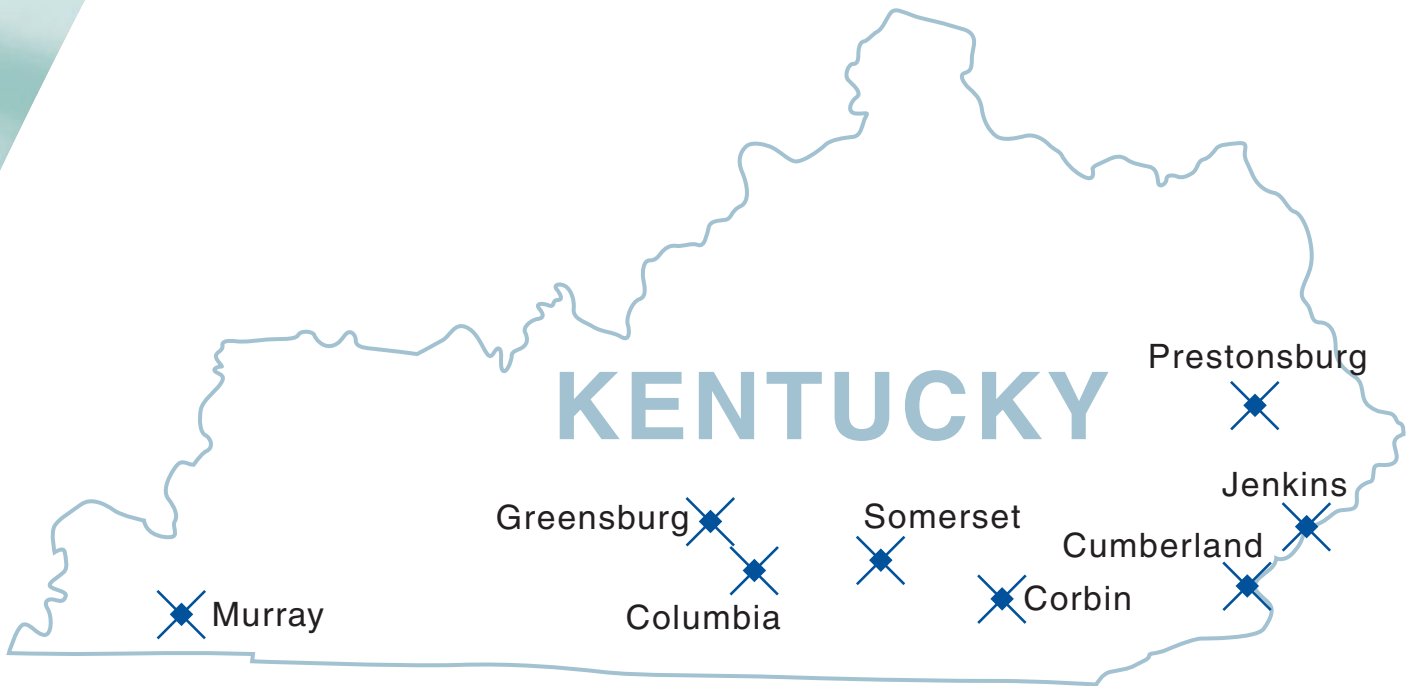 Prestonsburg
KENTUCKY
Jenkins
Greensburg
Somerset
Cumberland
Corbin
Murray
Columbia